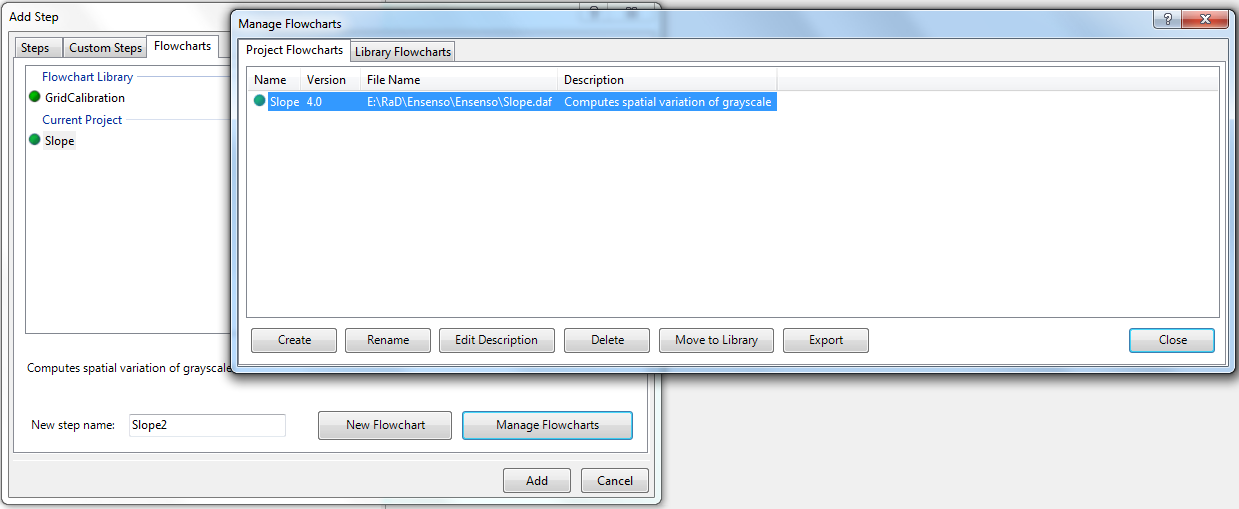 Add Step
Steps Custom Steps Flowcharts
Flowchart Library
GridCalibration
Current Project
Slope
Computes spatial variation of grayscale
New step name: Slope2 New Flowchart Manage Flowcharts
Add Cancel
Manage Flowcharts
?
Project Flowcharts Library Flowcharts
Name Version File Name Description
Slope 4.0 E:\RaD\Ensenso\Ensenso\Slope.daf Computes spatial variation of grayscale
Create Rename Edit Description Delete Move to Library Export Close